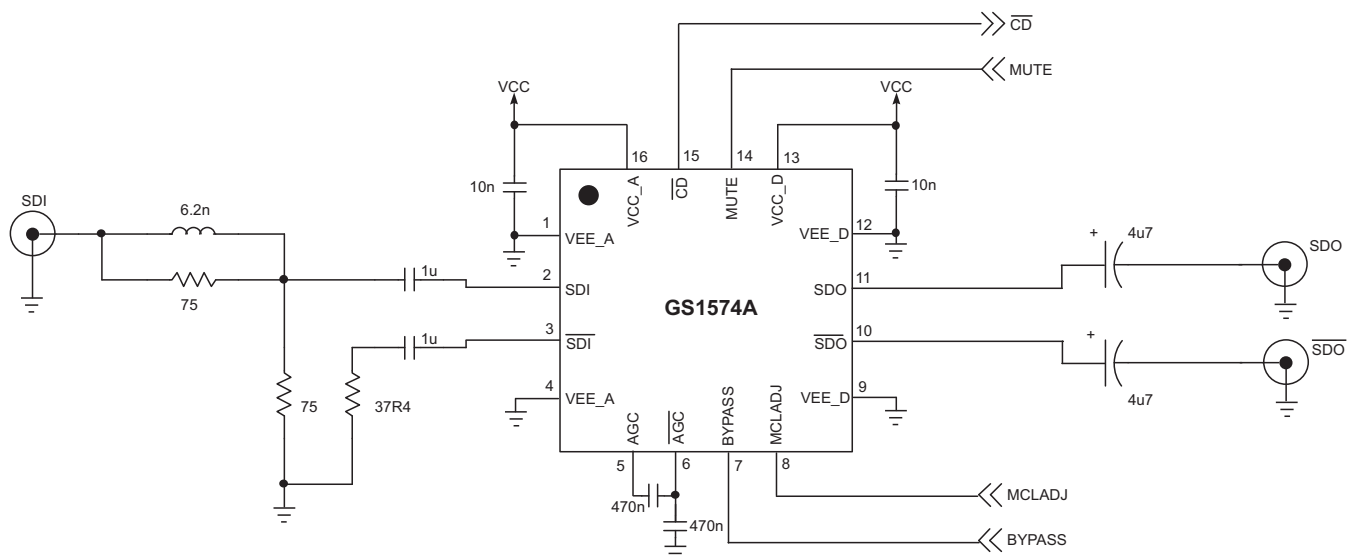 CD
MUTE
VCC
VCC
16
15
14
13
10n
10n
VCC_A
CD
MUTE
VCC_D
SDI
6.2n
75
1
VEE_A
12
VEE_D
+
4u7
SDO
1u
2
SDI
11
SDO
GS1574A
1u
3
SDI
10
SDO
+
4u7
SDO
75
37R4
4
VEE_A
9
VEE_D
AGC
AGC
BYPASS
MCLADJ
5
6
7
8
470n
470n
MCLADJ
BYPASS